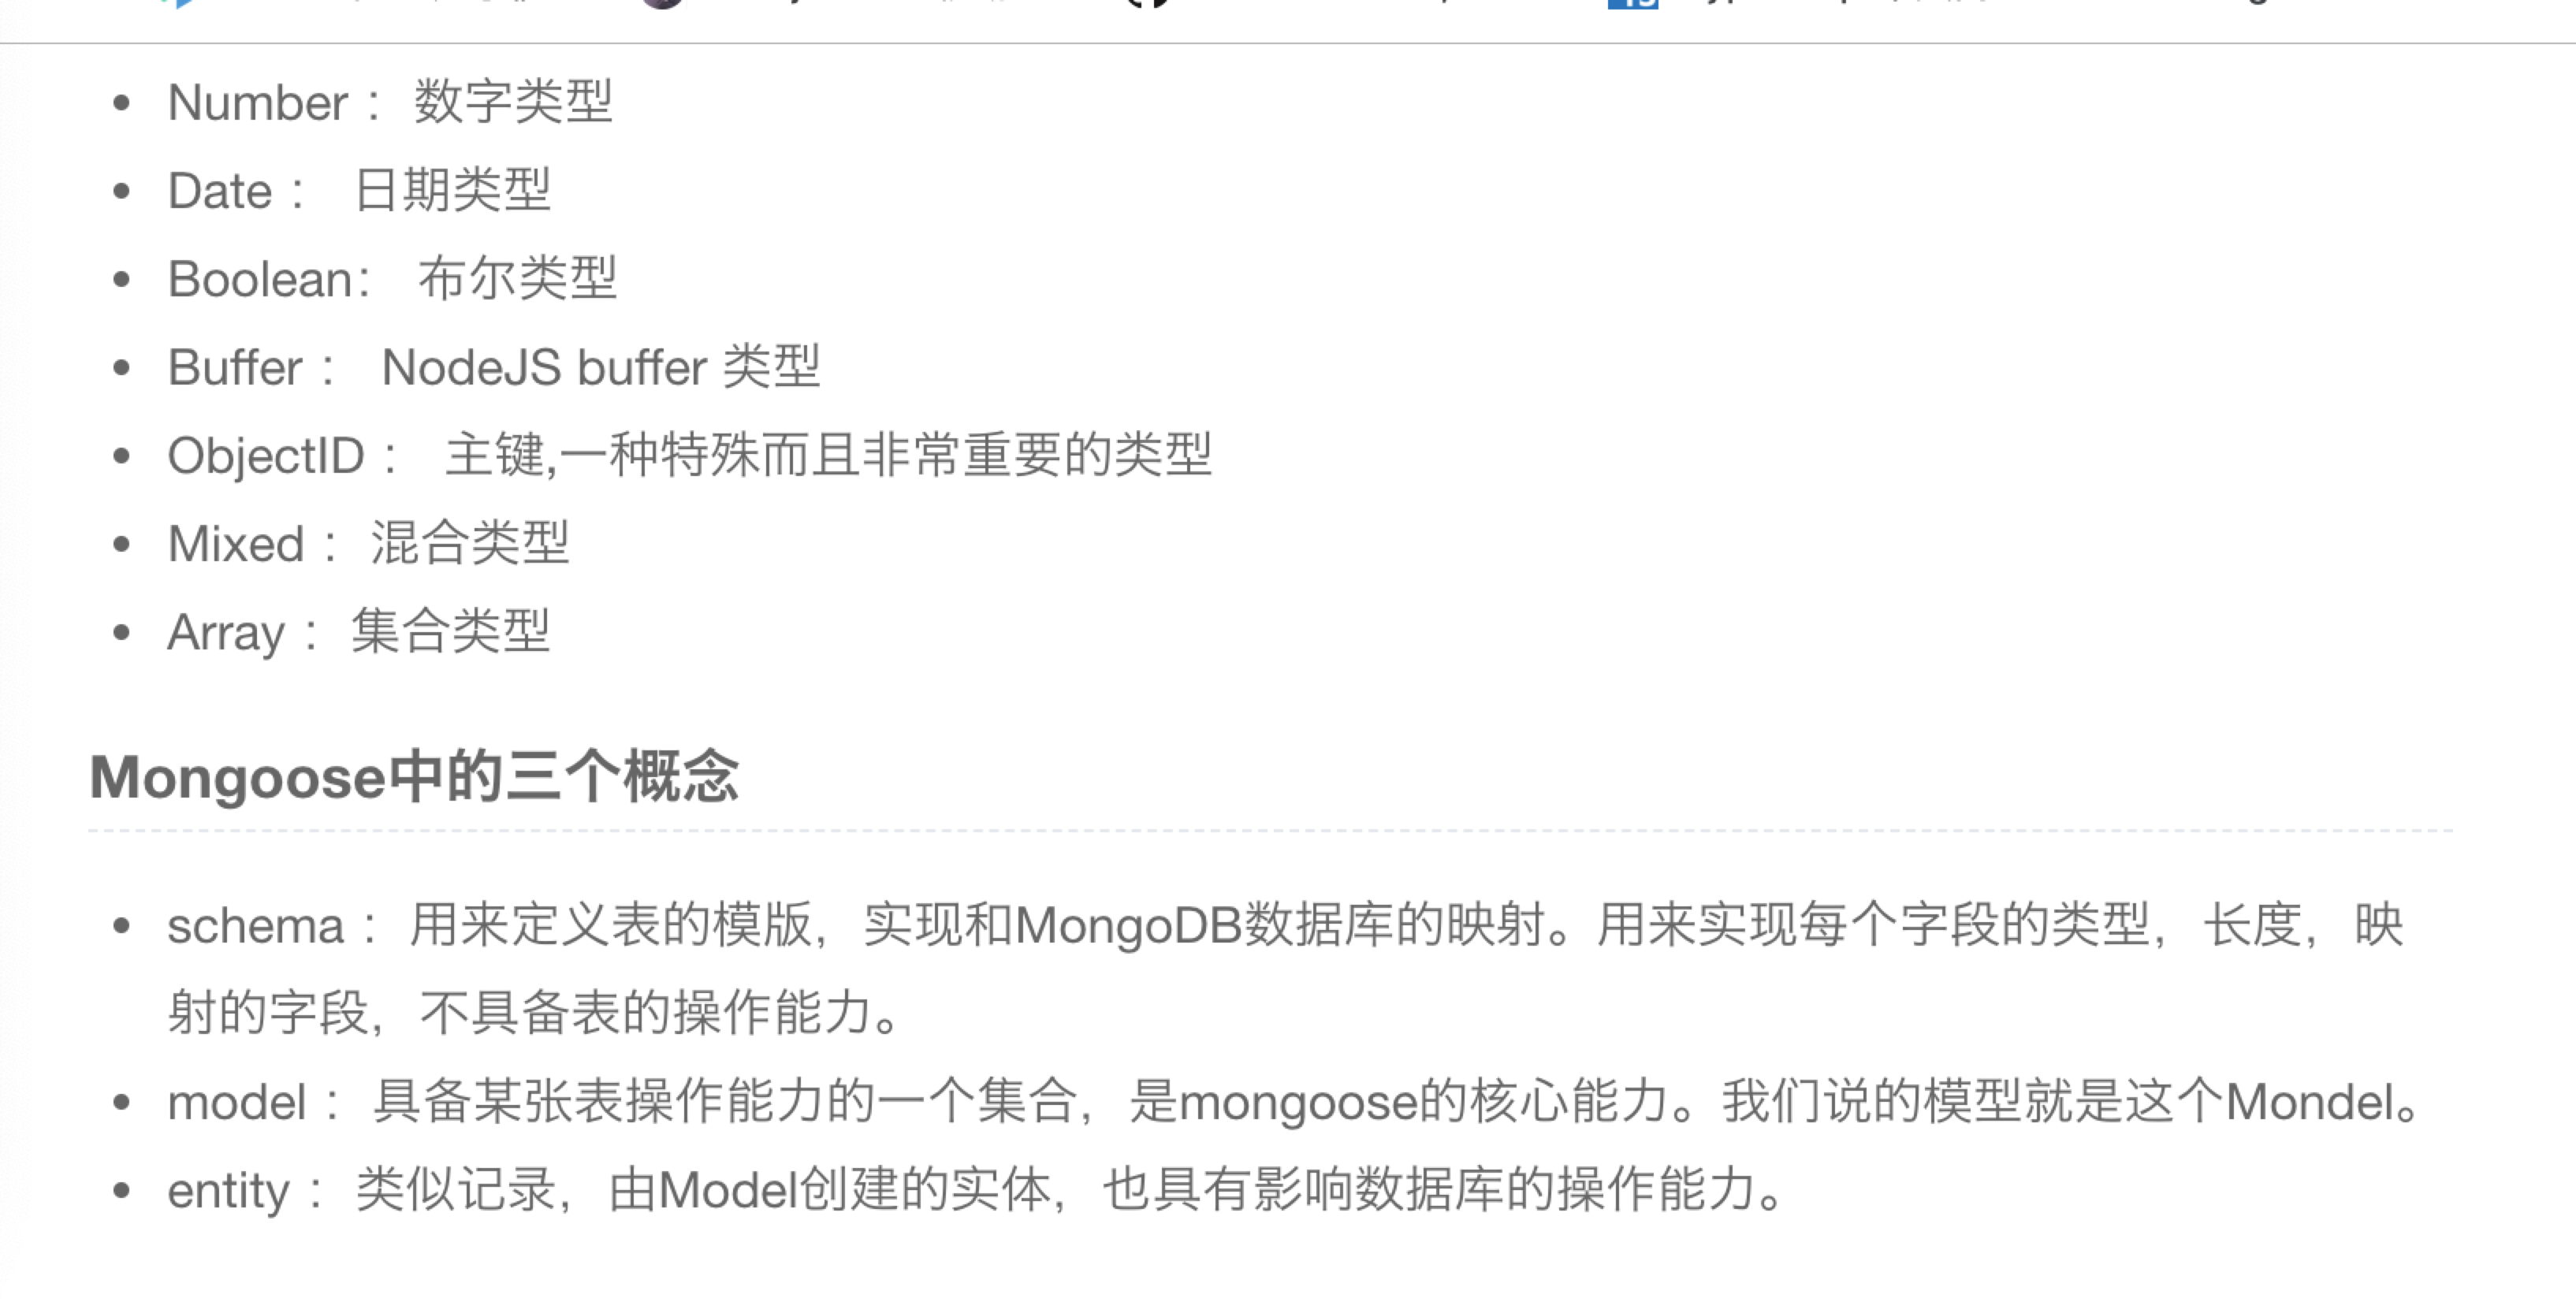 Number： 数字类型
Date： 日期类型
Boolean： 布尔类型
Buffer： NodeJS buffer 类型
ObjectID： 主键,一种特殊而且非常重要的类型
Mixed： 混合类型
Array： 集合类型
Mongoose中的三个概念
schema： 用来定义表的模版，实现和MongoDB数据库的映射。用来实现每个字段的类型，长度，映
射的字段，不具备表的操作能力。
model： 具备某张表操作能力的一个集合，是mongoose的核心能力。我们说的模型就是这个Mondel。
entity： 类似记录，由Model创建的实体，也具有影响数据库的操作能力。